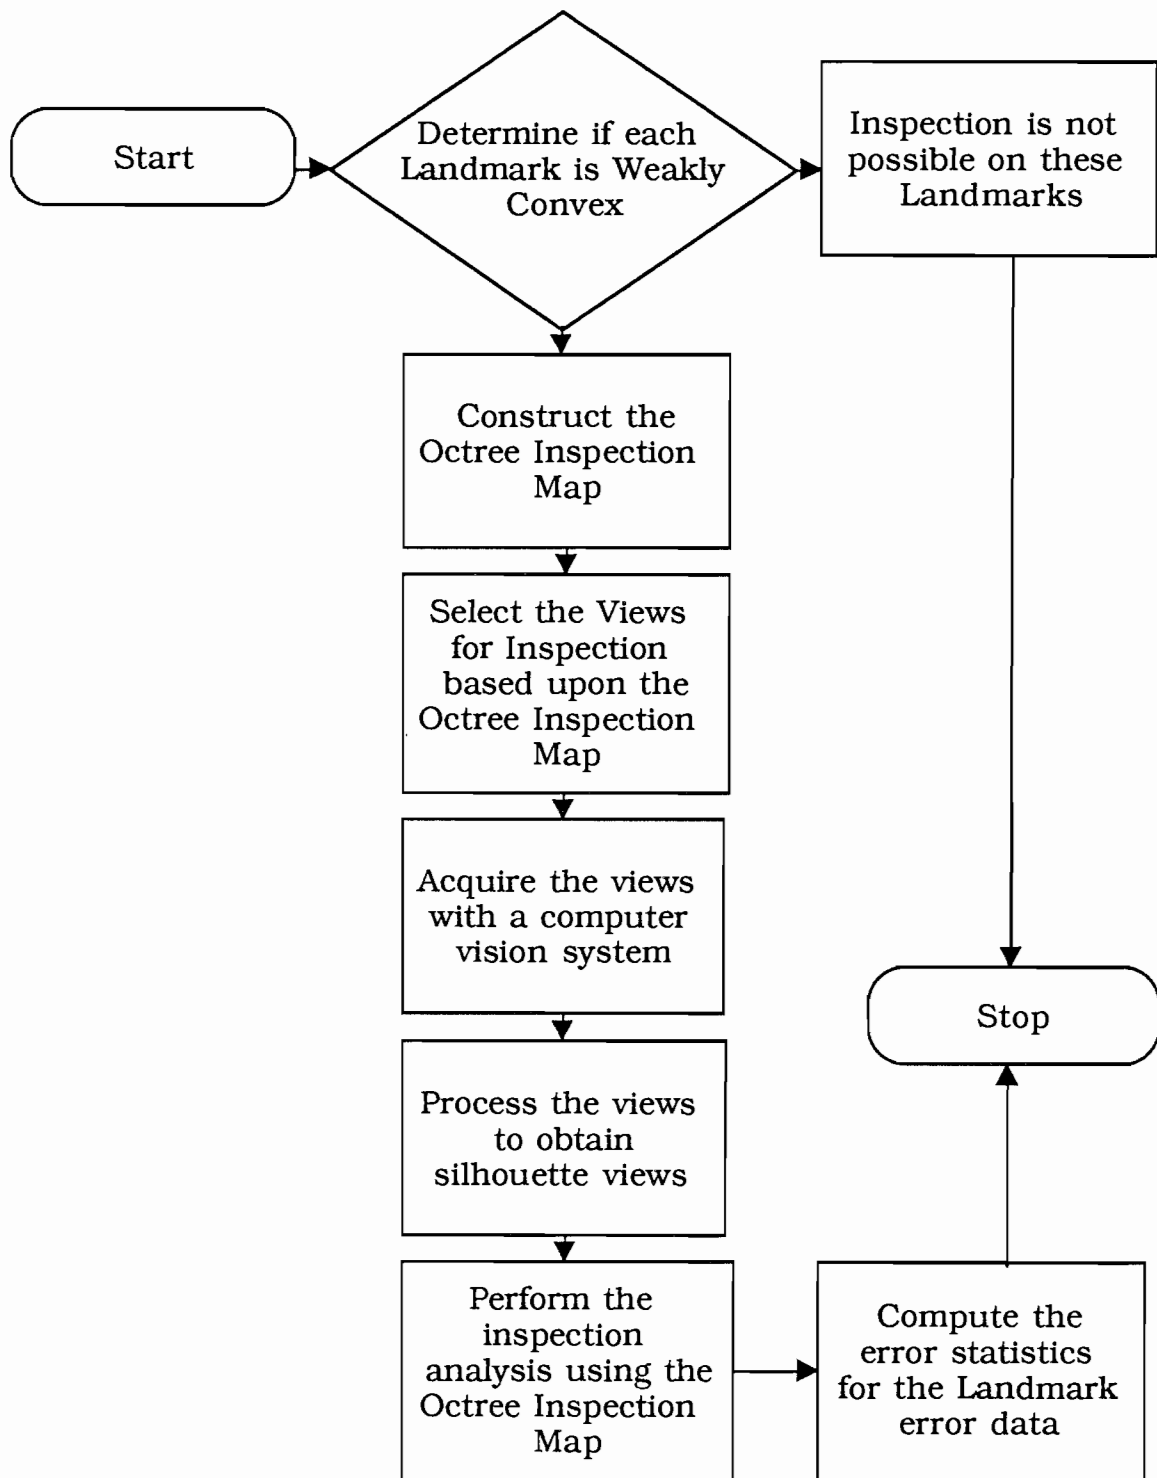 Start
Determine if each
Landmark is Weakly
Convex
Inspection is not
possible on these
Landmarks
Construct the
Octree Inspection
Map
Select the Views
for Inspection
based upon the
Octree Inspection
Map
Acquire the views
with a computer
vision system
Stop
Process the views
to obtain
silhouette views
Perform the
inspection
analysis using the
Octree Inspection
Map
Compute the
error statistics
for the Landmark
error data